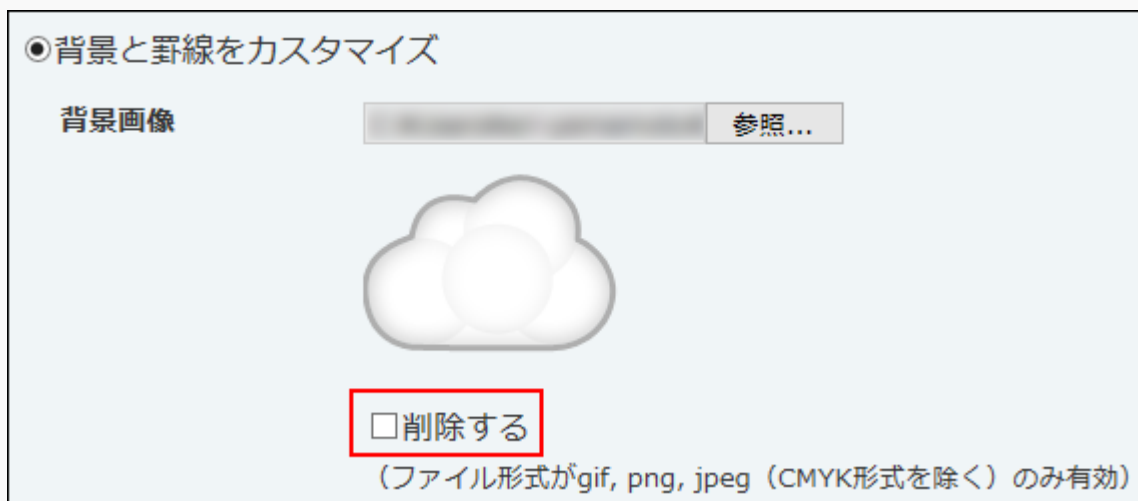 背景と罫線をカスタマイズ
背景画像
参照...
削除する
（ファイル形式がgif, png, jpeg（CMYK形式を除く）のみ有効）